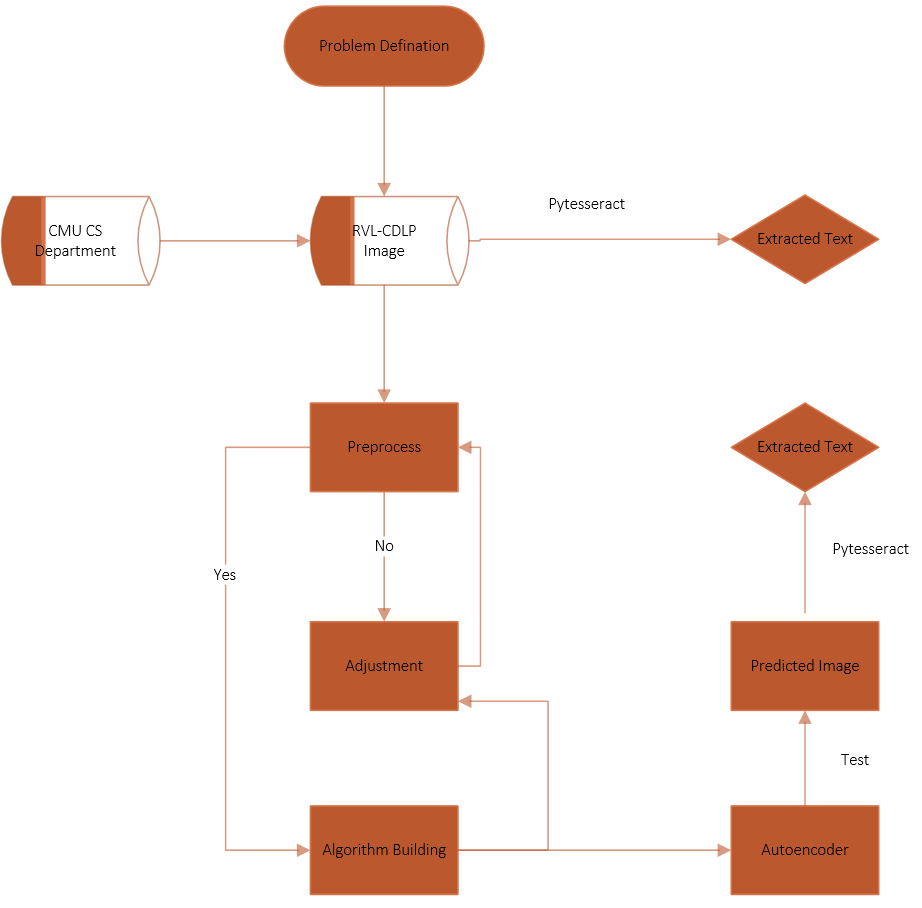 Problem Defination
Pytesseract
CMU CS
Department
RVL-CDLP
Image
Extracted Text
Preprocess
Extracted Text
No
Pytesseract
Yes
Adjustment
Predicted Image
Test
Algorithm Building
Autoencoder